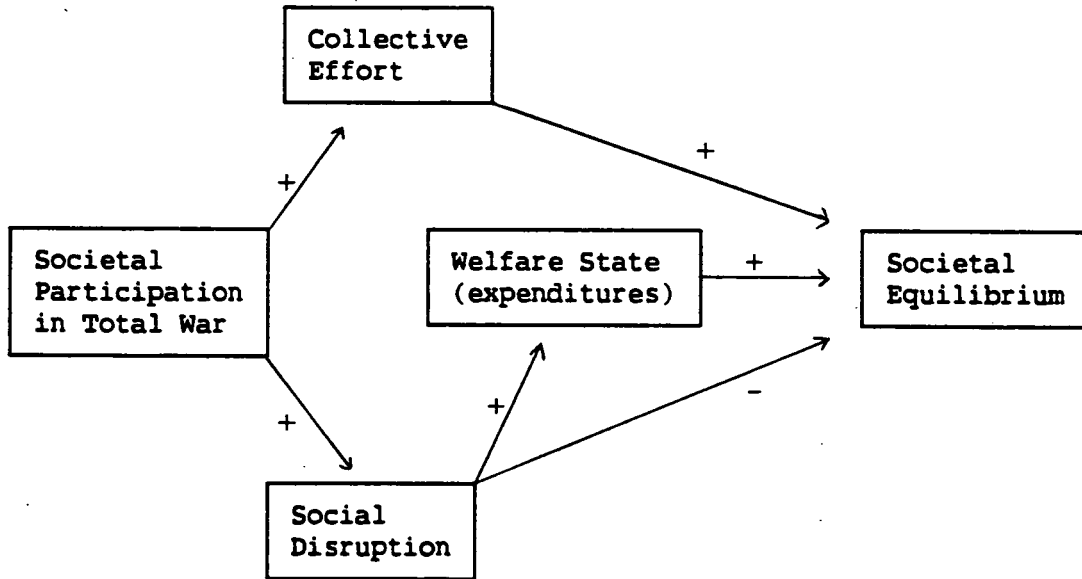 Collective
Effort
+
+
Societal
Participation
in Total War
Welfare State
(expenditures)
+
Societal
Equilibrium
+
+
-
Social
Disruption